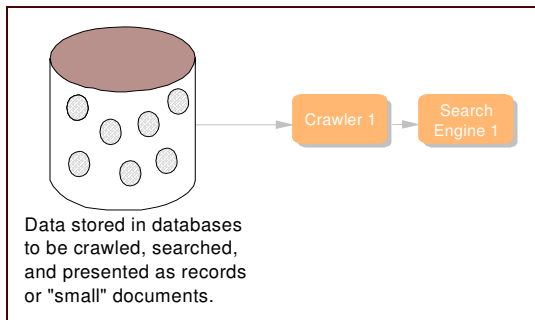 Crawler 1
Search
Engine 1
Data stored in databases
to be crawled, searched,
and presented as records
or "small" documents.